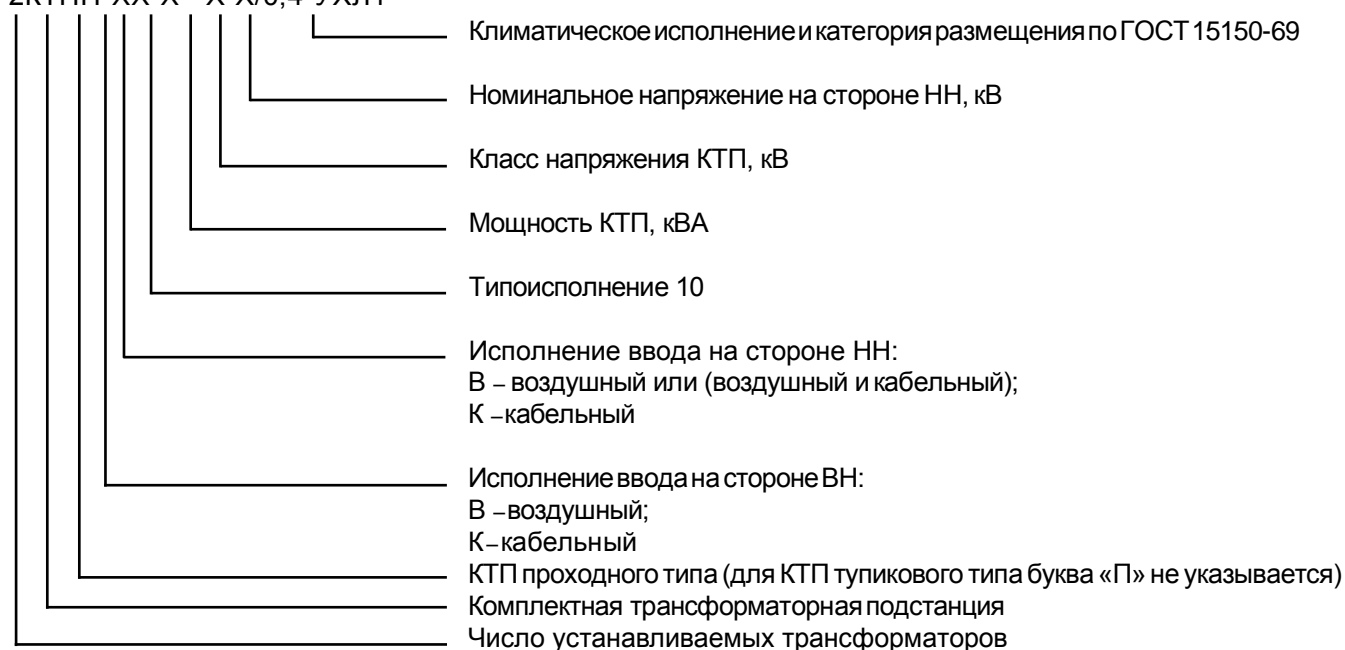 Климатическое исполнение и категория размещения по ГОСТ 15150-69
Номинальное напряжение на стороне НН, кВ
Класс напряжения КТП, кВ
Мощность КТП, кВА
Типоисполнение 10
Исполнение ввода на стороне НН:
В – воздушный или (воздушный и кабельный);
К –кабельный
Исполнение ввода на стороне ВН:
В –воздушный;
К–кабельный
КТП проходного типа (для КТП тупикового типа буква «П» не указывается)
Комплектная трансформаторная подстанция
Число устанавливаемых трансформаторов